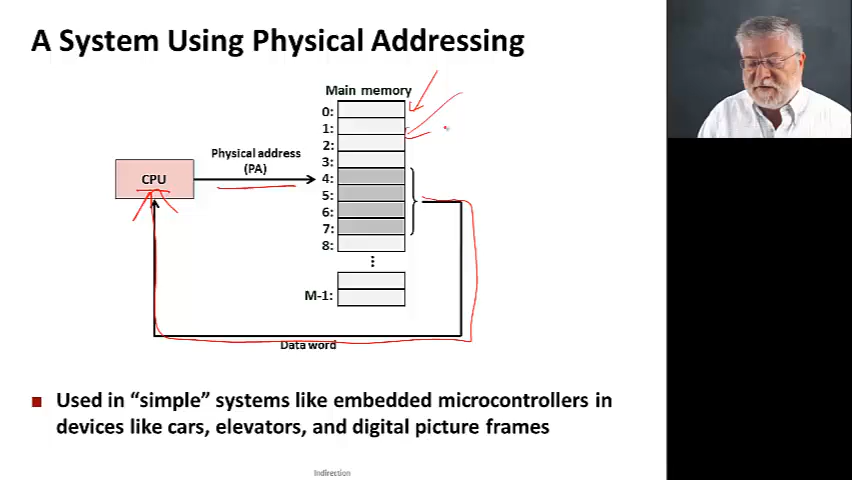 A System Using Physical Addressing
Main memory
0:
1:
2:
3:
4:
5:
6:
7:
8:
M-1:
Physical address
(PA)
CPU
Data word
Used in “simple” systems like embedded microcontrollers in
devices like cars, elevators, and digital picture frames
Indirection